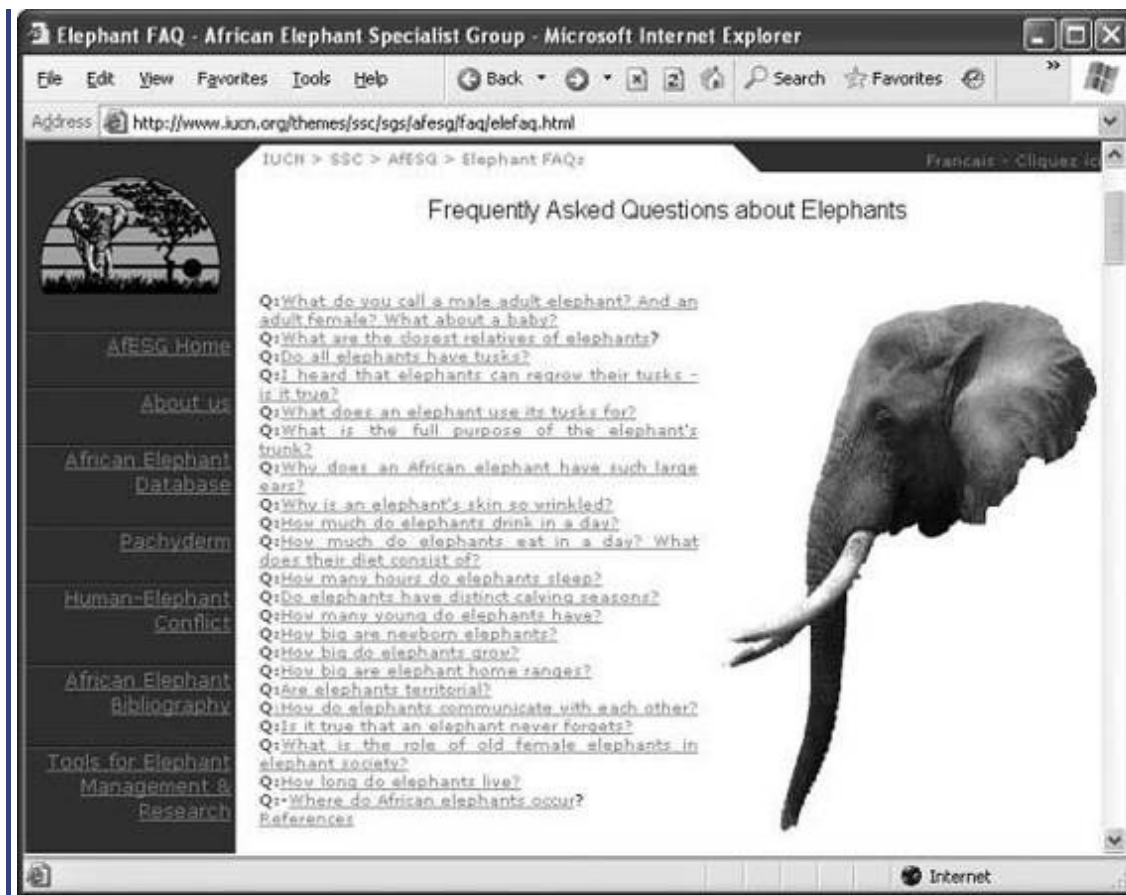 Elephant FAQ - African Elephant Specialist Group - Microsoft Internet Explorer
File Edit View Favorites Tools Help Back Search Favorites »
Address http://www.iucn.org/themes/ssc/sgs/afesg/faq/elefaq.html
IUCN > SSC > AfESG > Elephant FAQs
Francais - Cliquez ici
Frequently Asked Questions about Elephants
AfESG Home
About us
African Elephant
Database
Pachyderm
Human-Elephant
Conflict
African Elephant
Bibliography
Tools for Elephant
Management &
Research
Q:What do you call a male adult elephant? And an
adult female? What about a baby?
Q:What are the closest relatives of elephants?
Q:Do all elephants have tusks?
Q:I heard that elephants can regrow their tusks -
is it true?
Q:What does an elephant use its tusks for?
Q:What is the full purpose of the elephant's
trunk?
Q:Why does an African elephant have such large
ears?
Q:Why is an elephant's skin so wrinkled?
Q:How much do elephants drink in a day?
Q:How much do elephants eat in a day? What
does their diet consist of?
Q:How many hours do elephants sleep?
Q:Do elephants have distinct calving seasons?
Q:How many young do elephants have?
Q:How big are newborn elephants?
Q:How big do elephants grow?
Q:How big are elephant home ranges?
Q:Are elephants territorial?
Q:How do elephants communicate with each other?
Q:Is it true that an elephant never forgets?
Q:What is the role of old female elephants in
elephant society?
Q:How long do elephants live?
Q:-Where do African elephants occur?
References
Internet